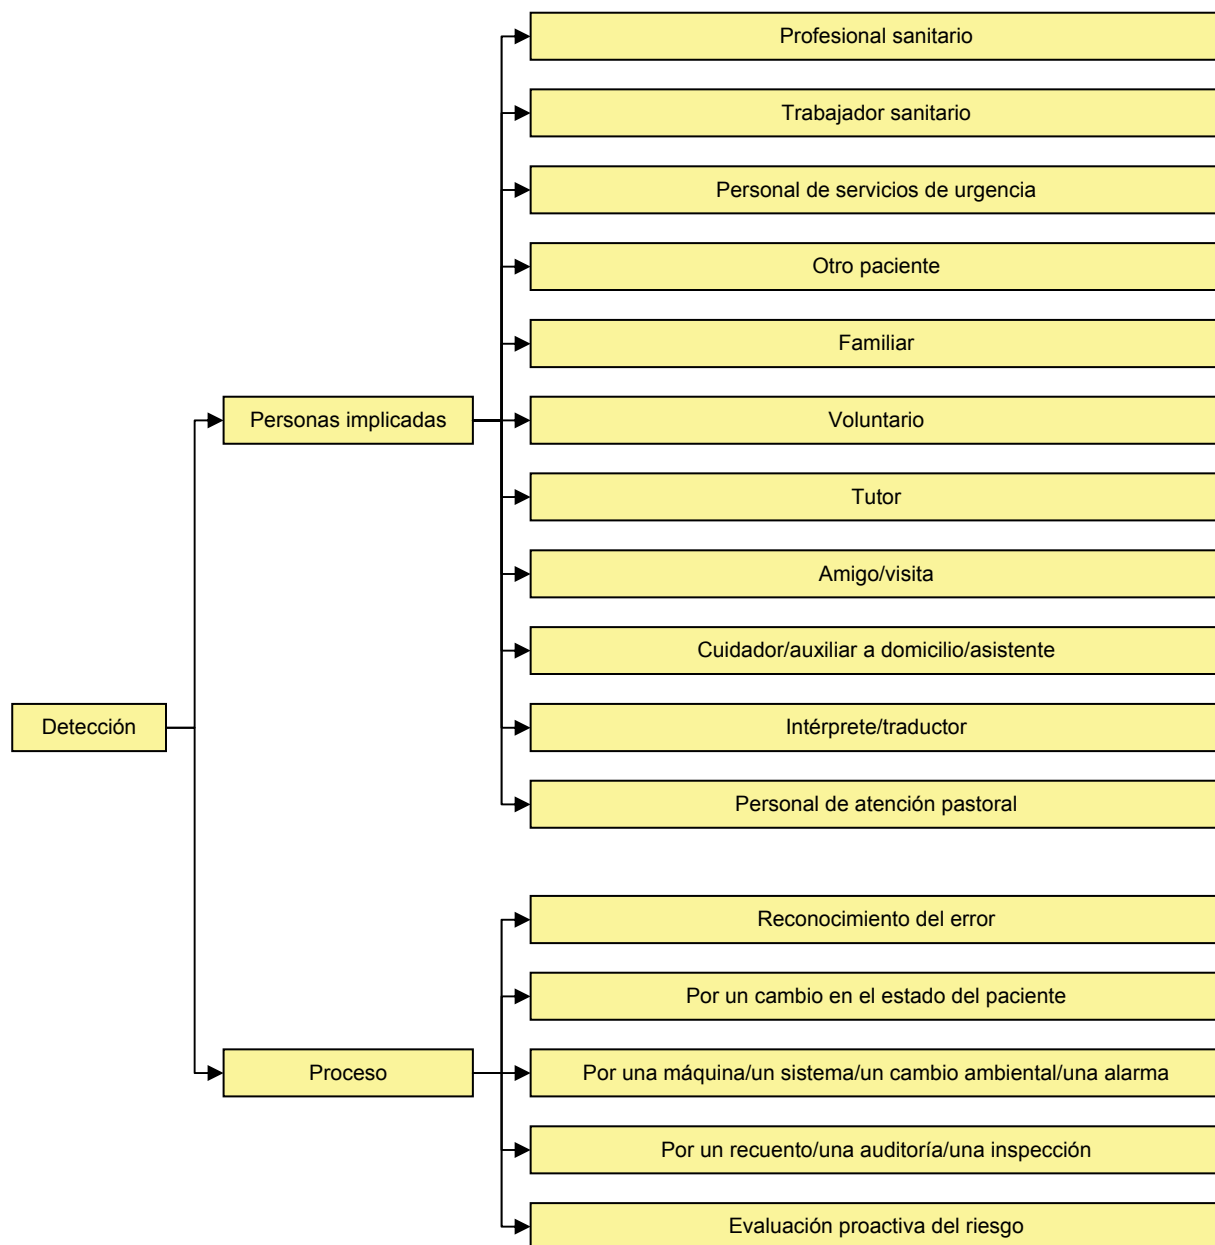 Profesional sanitario
Trabajador sanitario
Personal de servicios de urgencia
Otro paciente
Familiar
Personas implicadas
Voluntario
Tutor
Amigo/visita
Cuidador/auxiliar a domicilio/asistente
Detección
Intérprete/traductor
Personal de atención pastoral
Reconocimiento del error
Por un cambio en el estado del paciente
Proceso
Por una máquina/un sistema/un cambio ambiental/una alarma
Por un recuento/una auditoría/una inspección
Evaluación proactiva del riesgo